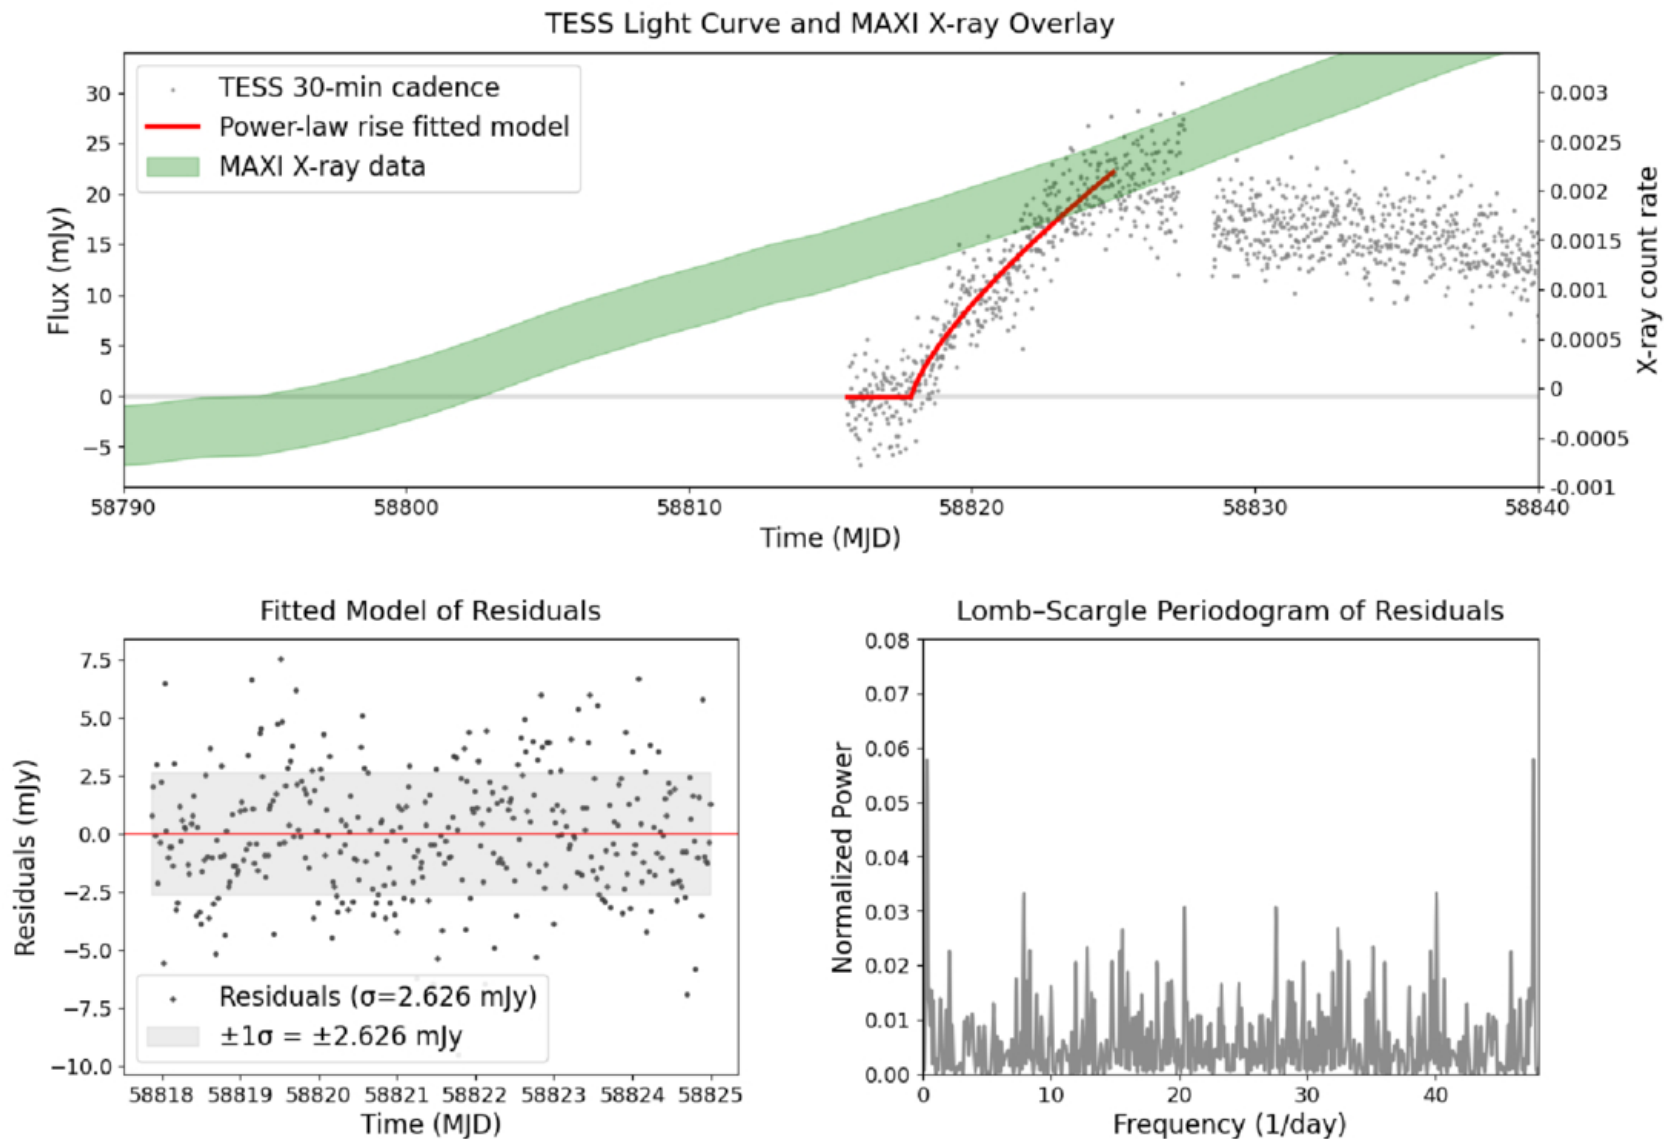 TESS Light Curve and MAXI X-ray Overlay
TESS 30-min cadence
Power-law rise fitted model
MAXI X-ray data
Flux (mJy)
30
25
20
15
10
5
0
−5
0.003
0.0025
0.002
0.0015
0.001
0.0005
0
-0.0005
-0.001
X-ray count rate
58790 58800 58810 58820 58830 58840
Time (MJD)
Fitted Model of Residuals
Residuals (mJy)
7.5
5.0
2.5
0.0
−2.5
−5.0
−7.5
−10.0
Residuals (σ=2.626 mJy)
±1σ = ±2.626 mJy
58818 58819 58820 58821 58822 58823 58824 58825
Time (MJD)
Lomb–Scargle Periodogram of Residuals
Normalized Power
0.08
0.07
0.06
0.05
0.04
0.03
0.02
0.01
0.00
0 10 20 30 40
Frequency (1/day)